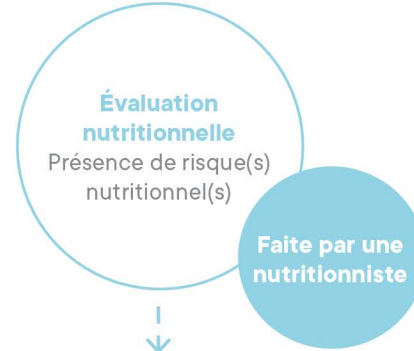 Évaluation
nutritionnelle
Présence de risque(s)
nutritionnel(s)
Faite par une
nutritionniste